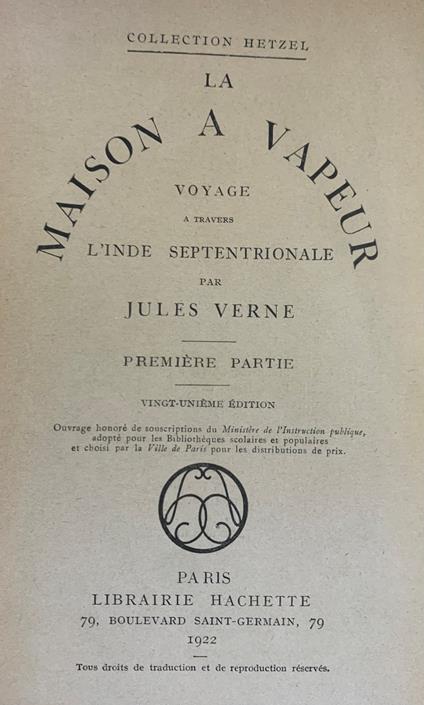 COLLECTION HETZEL
LA
MAISON A VAPEUR
VOYAGE
A TRAVERS
L'INDE SEPTENTRIONALE
PAR
JULES VERNE
PREMIÈRE PARTIE
VINGT-UNIÈME ÉDITION
Ouvrage honoré de souscriptions du Ministère de l'Instruction publique,
adopté pour les Bibliothèques scolaires et populaires
et choisi par la Ville de Paris pour les distributions de prix.
PARIS
LIBRAIRIE HACHETTE
79, BOULEVARD SAINT-GERMAIN, 79
1922
Tous droits de traduction et de reproduction réservés.